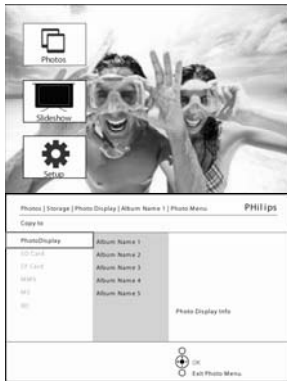 Photos
Slideshow
Setup
Photos | Storage | Photo Display | Album Name 1 | Photo Menu
PHilips
Copy to
PhotoDisplay
Album Name 1
SD Card
Album Name 2
CF Card
Album Name 3
MMS
Album Name 4
MS
Album Name 5
Photo Display Info
OK
Exit Photo Menu